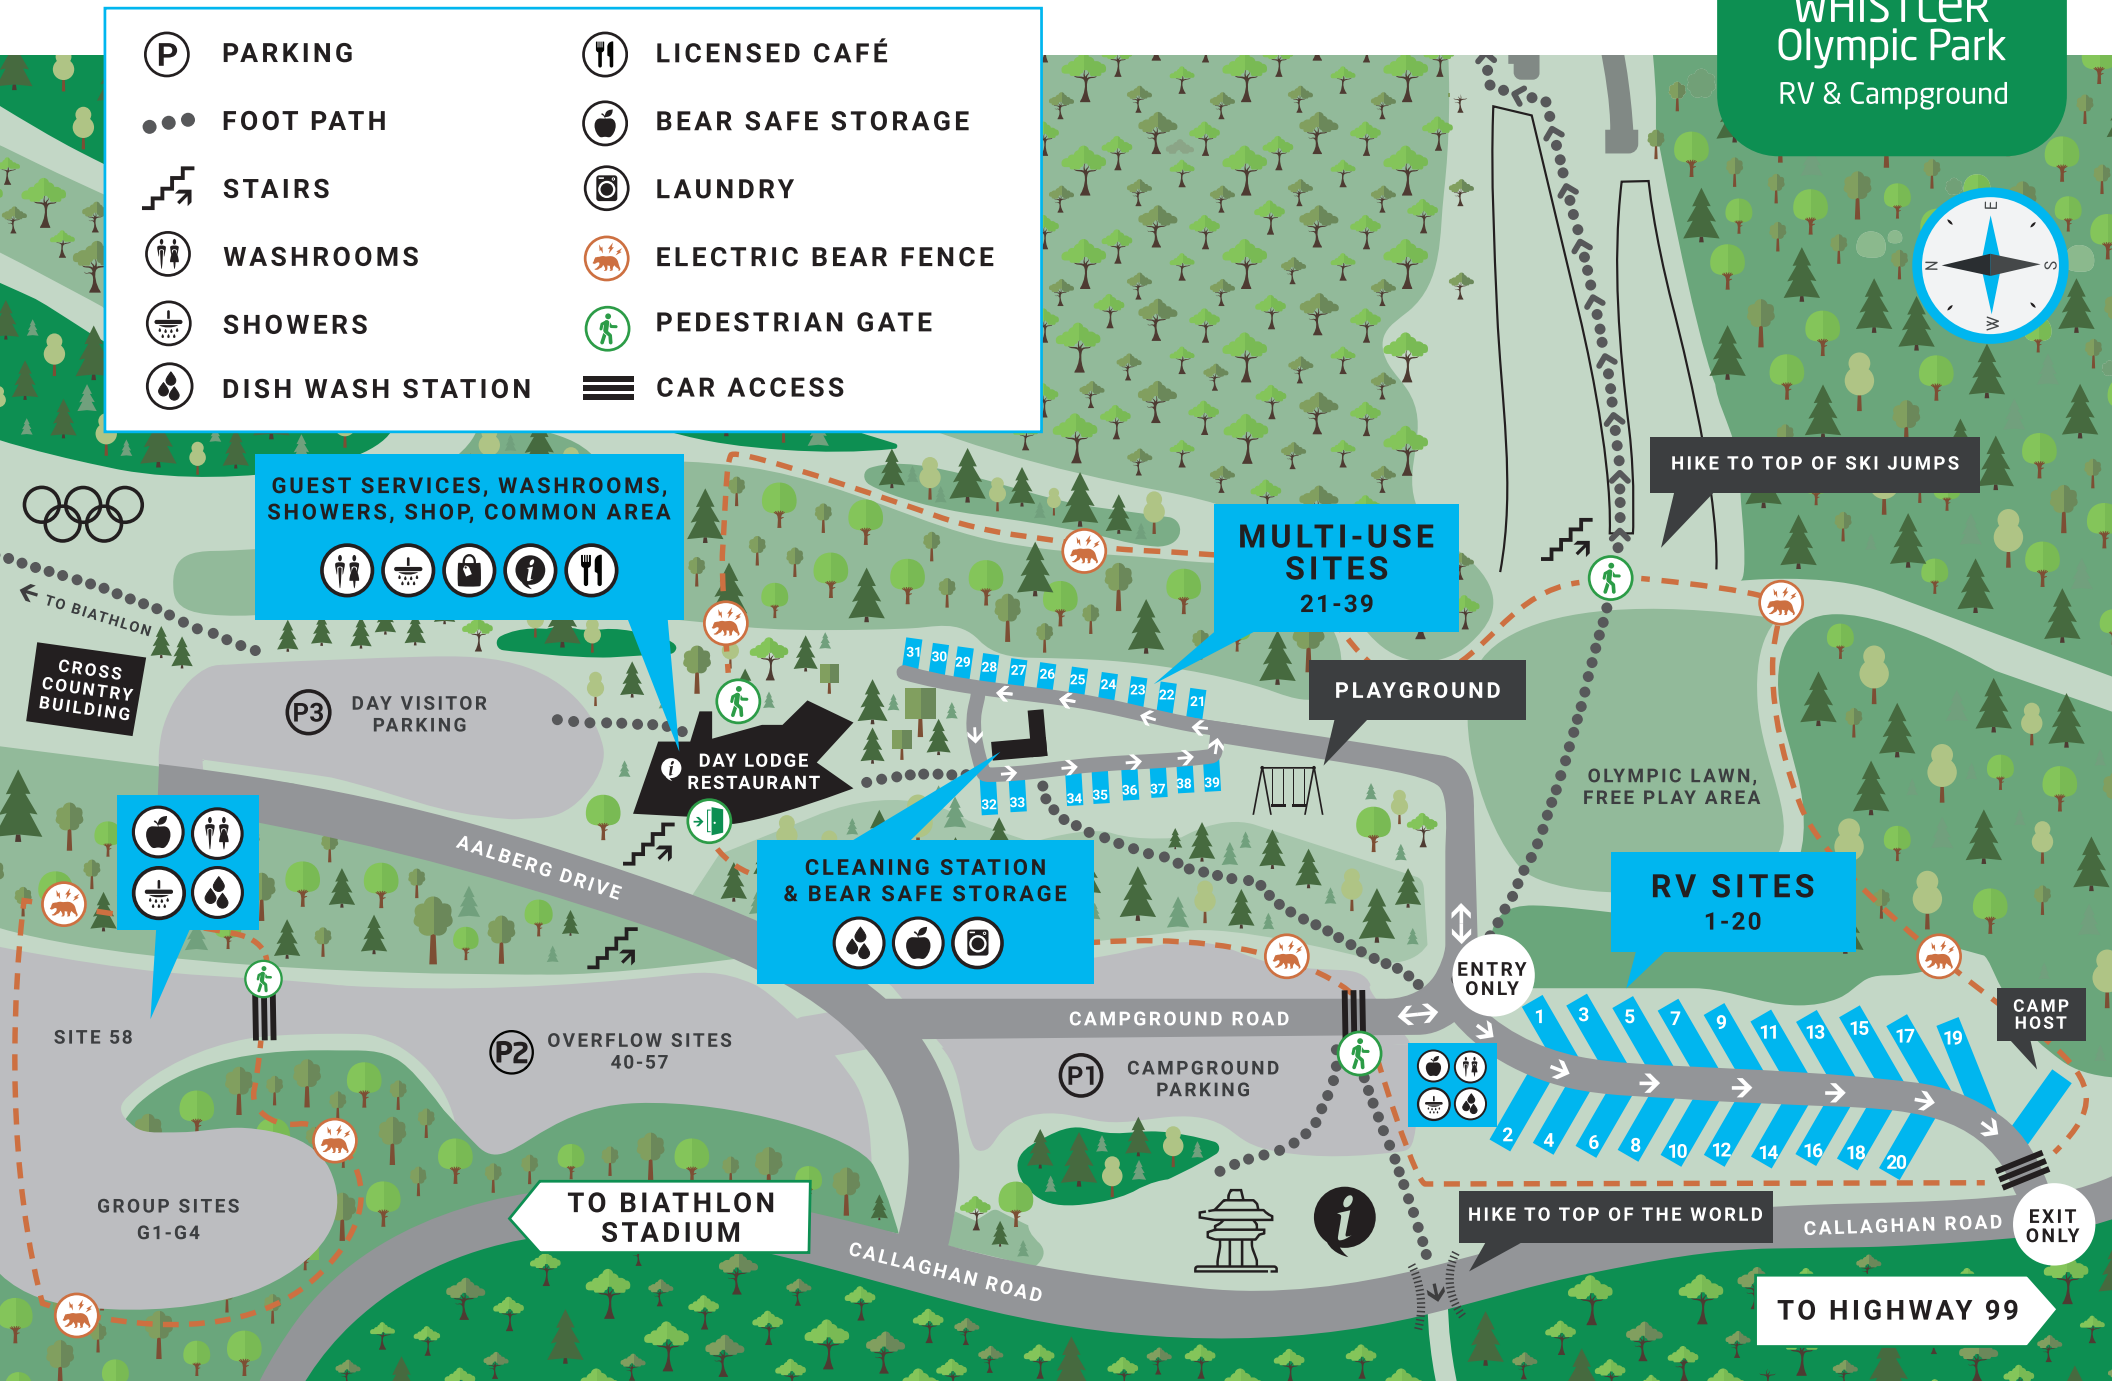 P PARKING
FOOT PATH
STAIRS
WASHROOMS
SHOWERS
DISH WASH STATION
LICENSED CAFÉ
BEAR SAFE STORAGE
LAUNDRY
ELECTRIC BEAR FENCE
PEDESTRIAN GATE
CAR ACCESS
WHISTLER
Olympic Park
RV & Campground
E
N
S
W
HIKE TO TOP OF SKI JUMPS
GUEST SERVICES, WASHROOMS,
SHOWERS, SHOP, COMMON AREA
i
MULTI-USE
SITES
21-39
TO BIATHLON
CROSS
COUNTRY
BUILDING
P3
DAY VISITOR
PARKING
i
DAY LODGE
RESTAURANT
31
30
29
28
27
26
25
24
23
22
21
32
33
34
35
36
37
38
39
PLAYGROUND
OLYMPIC LAWN,
FREE PLAY AREA
AALBERG DRIVE
CLEANING STATION
& BEAR SAFE STORAGE
RV SITES
1-20
ENTRY
ONLY
CAMP
HOST
SITE 58
P2
OVERFLOW SITES
40-57
CAMPGROUND ROAD
P1
CAMPGROUND
PARKING
1
3
5
7
9
11
13
15
17
19
2
4
6
8
10
12
14
16
18
20
GROUP SITES
G1-G4
TO BIATHLON
STADIUM
CALLAGHAN ROAD
i
HIKE TO TOP OF THE WORLD
CALLAGHAN ROAD
EXIT
ONLY
TO HIGHWAY 99